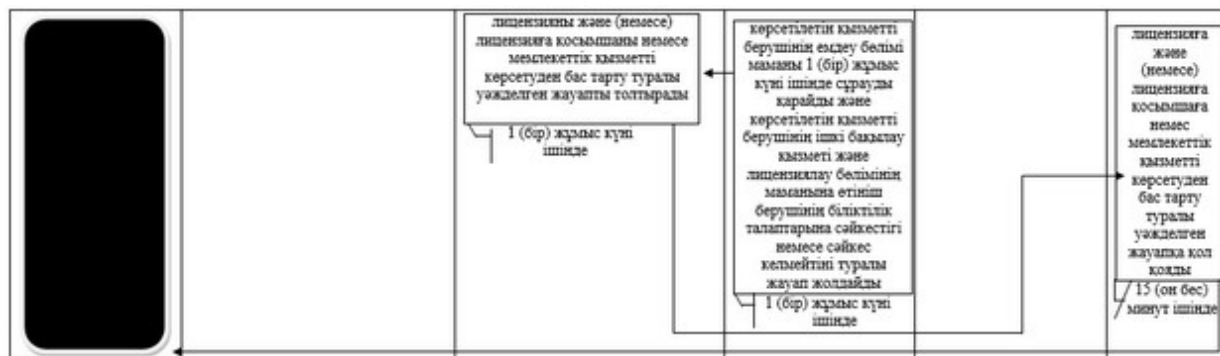 лицензияны және (немесе)
лицензияға қосымшаны немесе
мемлекеттік қызметті
көрсетуден бас тарту туралы
уәжделген жауапты толтырады
1 (бір) жұмыс күні
ішінде
көрсетілетін қызметті
берушінің емдеу бөлімі
маманы 1 (бір) жұмыс
күні ішінде сұрауды
қарайды және
көрсетілетін қызметті
берушінің ішкі бақылау
қызметі және
лицензиялау бөлімінің
маманына өтініш
берушінің біліктілік
талаптарына сәйкестігі
немесе сәйкес
келмейтіні туралы
жауап жолдайды
1 (бір) жұмыс күні
ішінде
лицензияға
және
(немесе)
лицензияға
қосымшаға
немес
мемлекеттік
қызметті
көрсетуден
бас тарту
туралы
уәжделген
жауапқа қол
қояды
15 (он бес)
минут ішінде